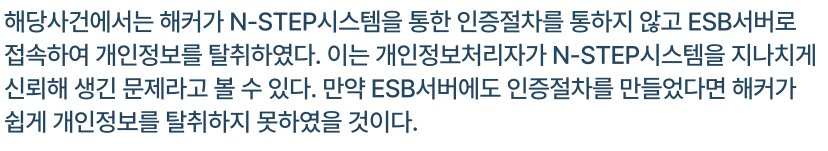 해당사건에서는 해커가 N-STEP시스템을 통한 인증절차를 통하지 않고 ESB서버로
접속하여 개인정보를 탈취하였다. 이는 개인정보처리자가 N-STEP시스템을 지나치게
신뢰해 생긴 문제라고 볼 수 있다. 만약 ESB서버에도 인증절차를 만들었다면 해커가
쉽게 개인정보를 탈취하지 못하였을 것이다.